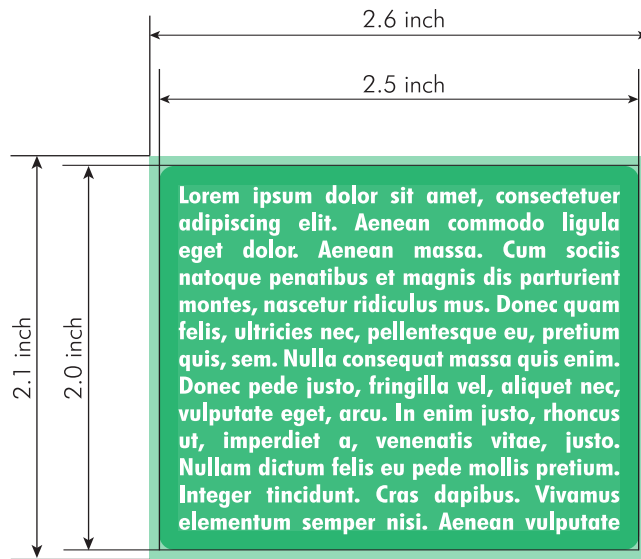 2.6 inch
2.5 inch
2.1 inch
2.0 inch
Lorem ipsum dolor sit amet, consectetuer
adipiscing elit. Aenean commodo ligula
eget dolor. Aenean massa. Cum sociis
natoque penatibus et magnis dis parturient
montes, nascetur ridiculus mus. Donec quam
felis, ultricies nec, pellentesque eu, pretium
quis, sem. Nulla consequat massa quis enim.
Donec pede justo, fringilla vel, aliquet nec,
vulputate eget, arcu. In enim justo, rhoncus
ut, imperdiet a, venenatis vitae, justo.
Nullam dictum felis eu pede mollis pretium.
Integer tincidunt. Cras dapibus. Vivamus
elementum semper nisi. Aenean vulputate